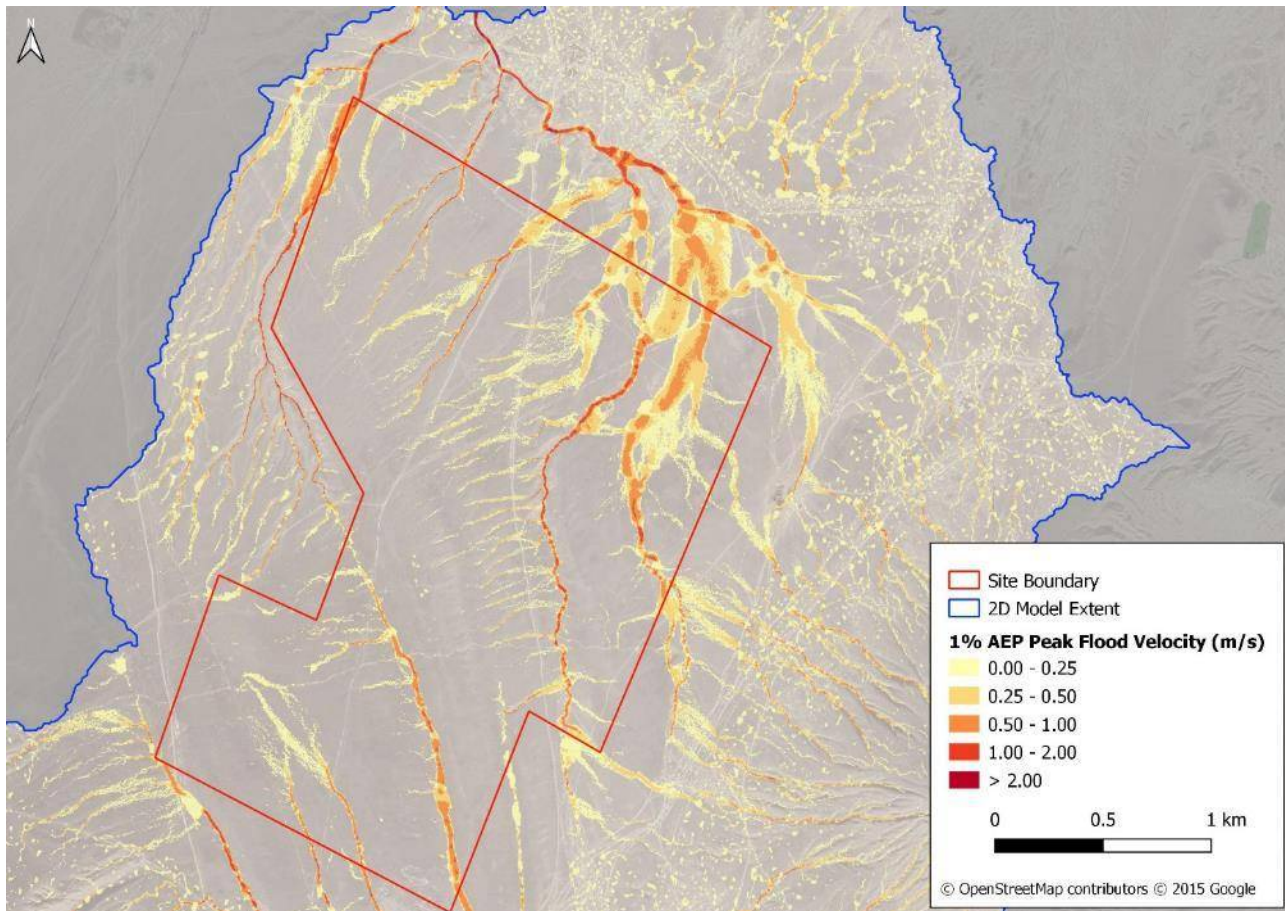 N
Site Boundary
2D Model Extent
1% AEP Peak Flood Velocity (m/s)
0.00 - 0.25
0.25 - 0.50
0.50 - 1.00
1.00 - 2.00
> 2.00
0 0.5 1 km
© OpenStreetMap contributors © 2015 Google